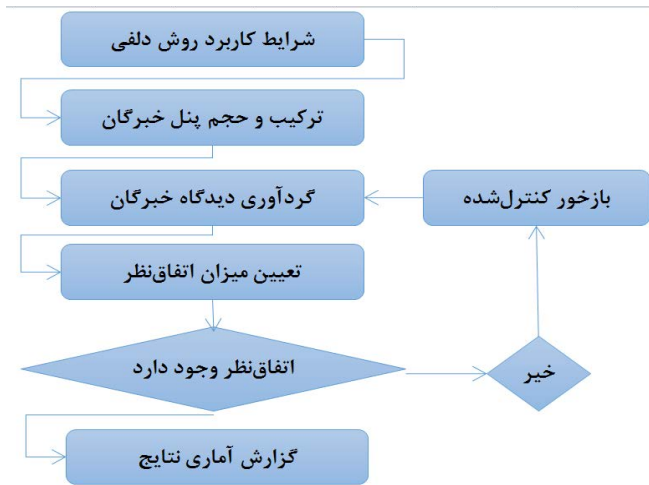 شرایط کاربرد روش دلفی
ترکیب و حجم پنل خبرگان
گردآوری دیدگاه خبرگان
بازخور کنترل‌شده
تعیین میزان اتفاق‌نظر
اتفاق‌نظر وجود دارد
خیر
گزارش آماری نتایج